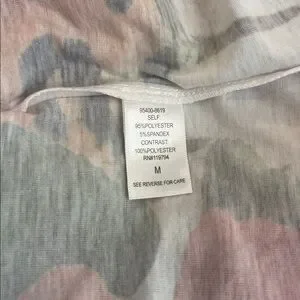 95400-8619
SELF:
95%POLYESTER
5%SPANDEX
CONTRAST:
100%POLYESTER
RN#119794
M
SEE REVERSE FOR CARE